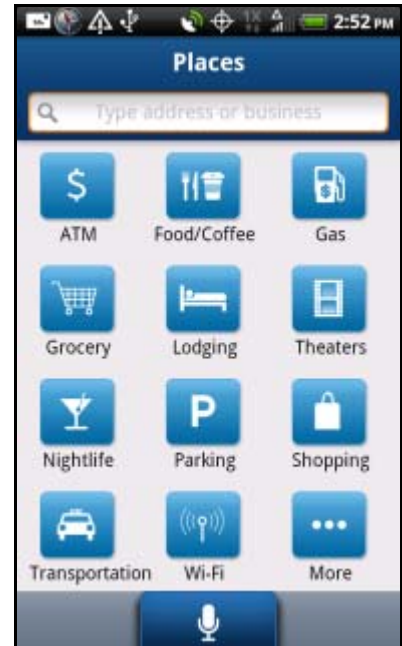 1X 2:52 PM
Places
Type address or business
$
ATM Food/Coffee Gas
Grocery Lodging Theaters
P
Nightlife Parking Shopping
Transportation Wi-Fi More